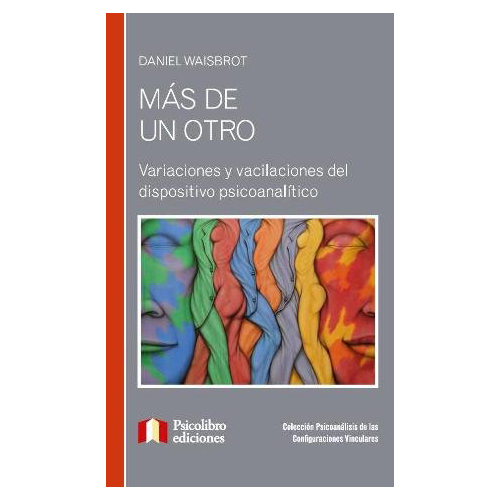 DANIEL WAISBROT
MÁS DE
UN OTRO
Variaciones y vacilaciones del
dispositivo psicoanalítico
Psicolibro
ediciones
Colección Psicoanálisis de las
Configuraciones Vinculares